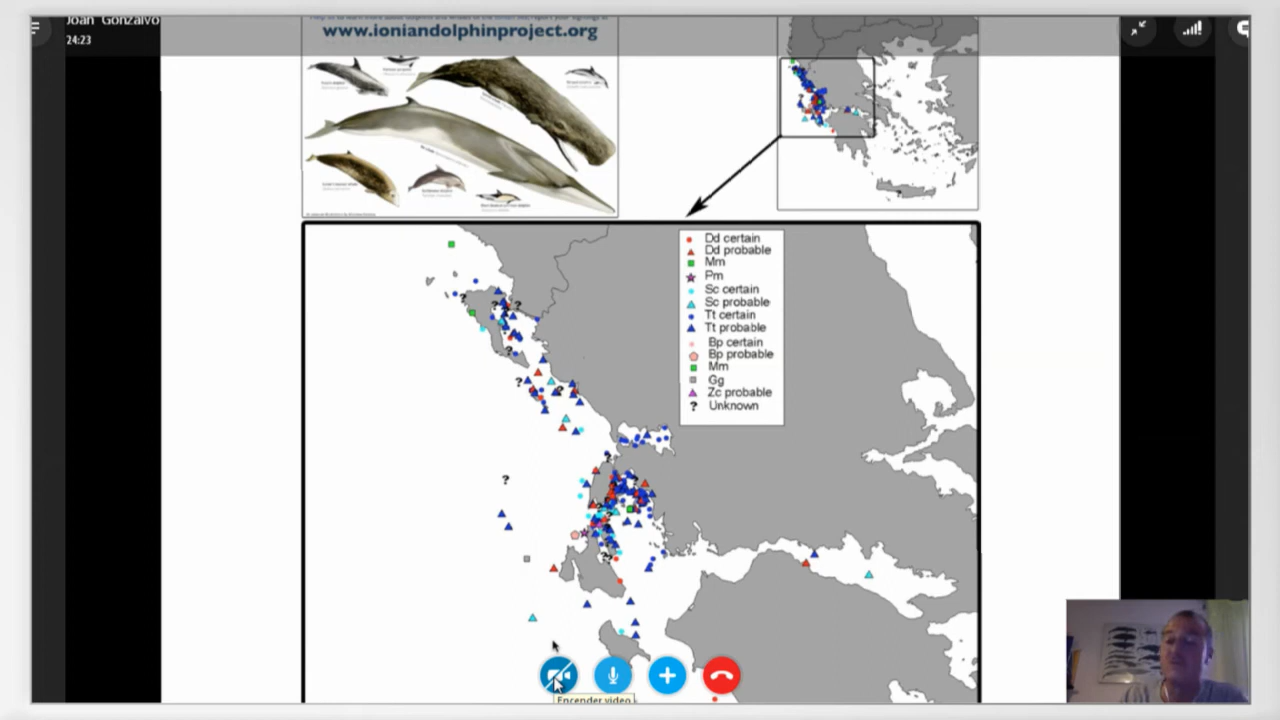 Joan Gonzalvo
24:23
www.ioniandolphinproject.org
Dd certain
Dd probable
Mm
Pm
Sc certain
Sc probable
Tt certain
Tt probable
Bp certain
Bp probable
Mm
Gg
Zc probable
? Unknown
Encender video